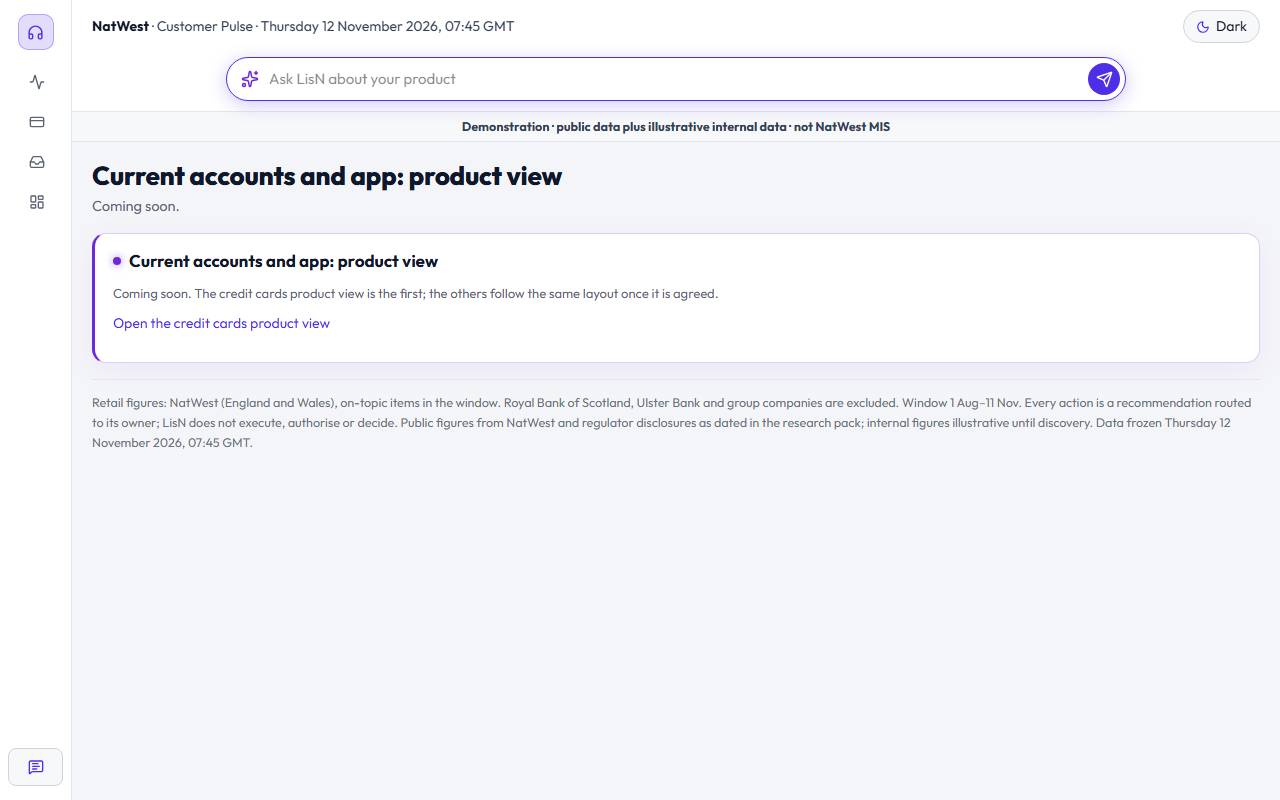 NatWest · Customer Pulse · Thursday 12 November 2026, 07:45 GMT
Dark
Ask LisN about your product
Demonstration · public data plus illustrative internal data · not NatWest MIS
Current accounts and app: product view
Coming soon.
Current accounts and app: product view
Coming soon. The credit cards product view is the first; the others follow the same layout once it is agreed.
Open the credit cards product view
Retail figures: NatWest (England and Wales), on-topic items in the window. Royal Bank of Scotland, Ulster Bank and group companies are excluded. Window 1 Aug–11 Nov. Every action is a recommendation routed
to its owner; LisN does not execute, authorise or decide. Public figures from NatWest and regulator disclosures as dated in the research pack; internal figures illustrative until discovery. Data frozen Thursday 12
November 2026, 07:45 GMT.